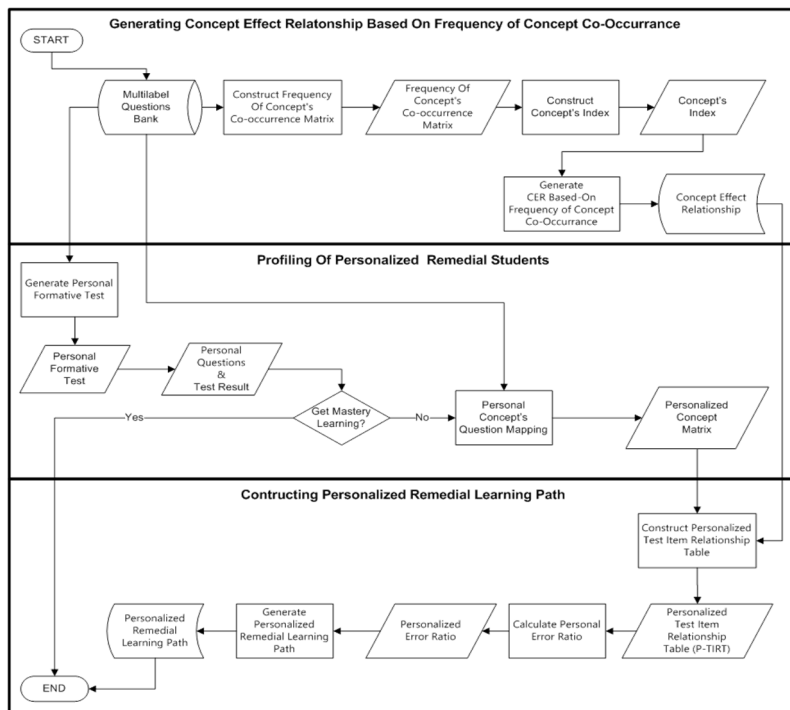 Generating Concept Effect Relatonship Based On Frequency of Concept Co-Occurrance
START
Multilabel
Questions
Bank
Construct Frequency
Of Concept's
Co-occurrence Matrix
Frequency Of
Concept's
Co-occurrence
Matrix
Construct
Concept's Index
Concept's
Index
Generate
CER Based-On
Frequency of Concept
Co-Occurrance
Concept Effect
Relationship
Profiling Of Personalized Remedial Students
Generate Personal
Formative Test
Personal
Formative
Test
Personal
Questions
&
Test Result
Get Mastery
Learning?
Yes
No
Personal
Concept's
Question Mapping
Personalized
Concept
Matrix
Contructing Personalized Remedial Learning Path
Construct Personalized
Test Item Relationship
Table
Personalized
Test Item
Relationship
Table (P-TIRT)
Calculate Personal
Error Ratio
Personalized
Error Ratio
Generate
Personalized
Remedial Learning
Path
Personalized
Remedial
Learning Path
END